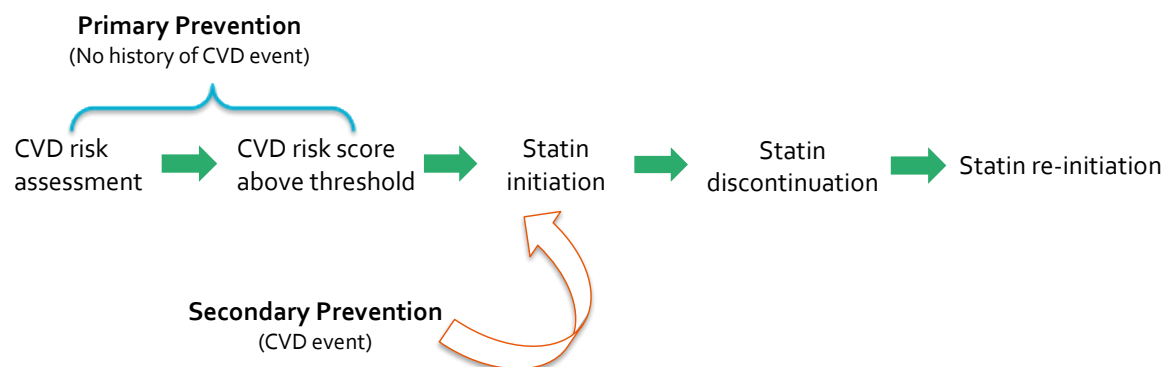 Primary Prevention
(No history of CVD event)
CVD risk
assessment
CVD risk score
above threshold
Statin
initiation
Statin
discontinuation
Statin re-initiation
Secondary Prevention
(CVD event)